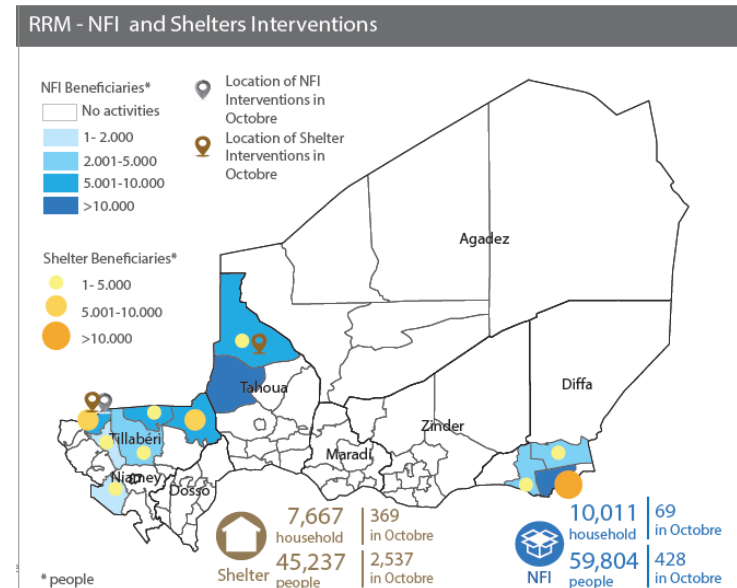 RRM - NFI and Shelters Interventions
NFI Beneficiaries*
No activities
1- 2.000
2.001-5.000
5.001-10.000
>10.000
Location of NFI
Interventions in
Octobre
Location of Shelter
Interventions in
Octobre
Shelter Beneficiaries*
1- 5.000
5.001-10.000
>10.000
Agadez
Tahoua
Diffa
Zinder
Maradi
Tillabéri
Niamey
Dosso
Shelter
7,667
household
369
in Octobre
45,237
people
2,537
in Octobre
NFI
10,011
household
69
in Octobre
59,804
people
428
in Octobre
* people